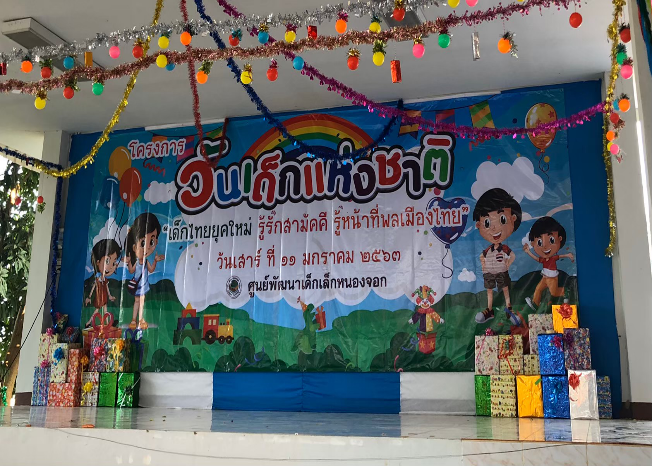 โครงการ
วันเด็กแห่งชาติ
"เด็กไทยยุคใหม่ รู้รักสามัคคี รู้หน้าที่พลเมืองไทย"
วันเสาร์ ที่ ๑๑ มกราคม ๒๕๖๓
ศูนย์พัฒนาเด็กเล็กหนองจอก